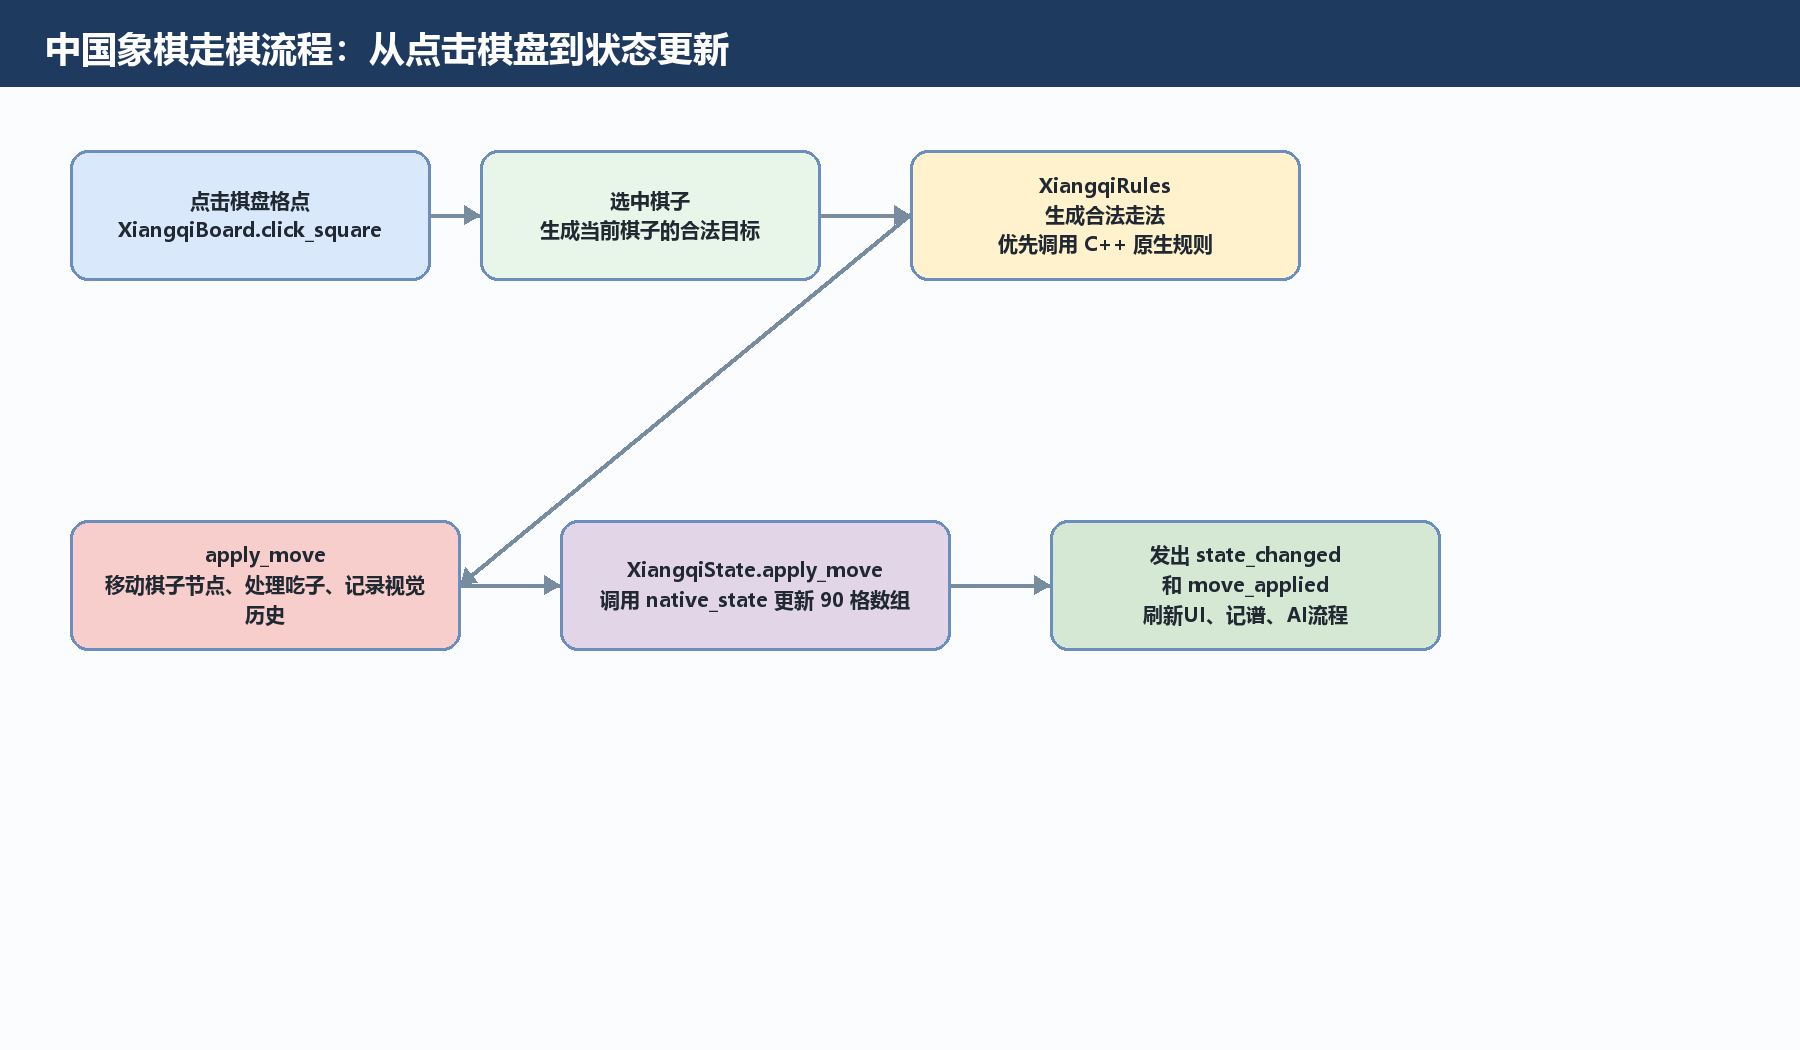 中国象棋走棋流程：从点击棋盘到状态更新
点击棋盘格点
XiangqiBoard.click_square
选中棋子
生成当前棋子的合法目标
XiangqiRules
生成合法走法
优先调用 C++ 原生规则
apply_move
移动棋子节点、处理吃子、记录视觉
历史
XiangqiState.apply_move
调用 native_state 更新 90 格数组
发出 state_changed
和 move_applied
刷新UI、记谱、AI流程